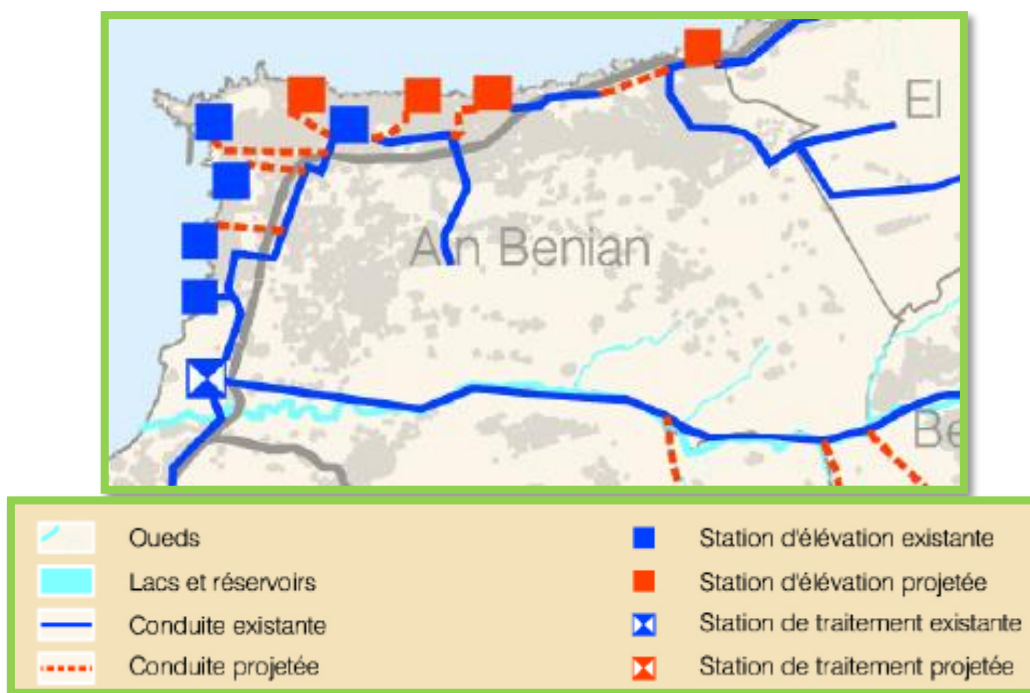 El
Ain Benian
Be
Oueds
Lacs et réservoirs
Conduite existante
Conduite projetée
Station d'élévation existante
Station d'élévation projetée
Station de traitement existante
Station de traitement projetée